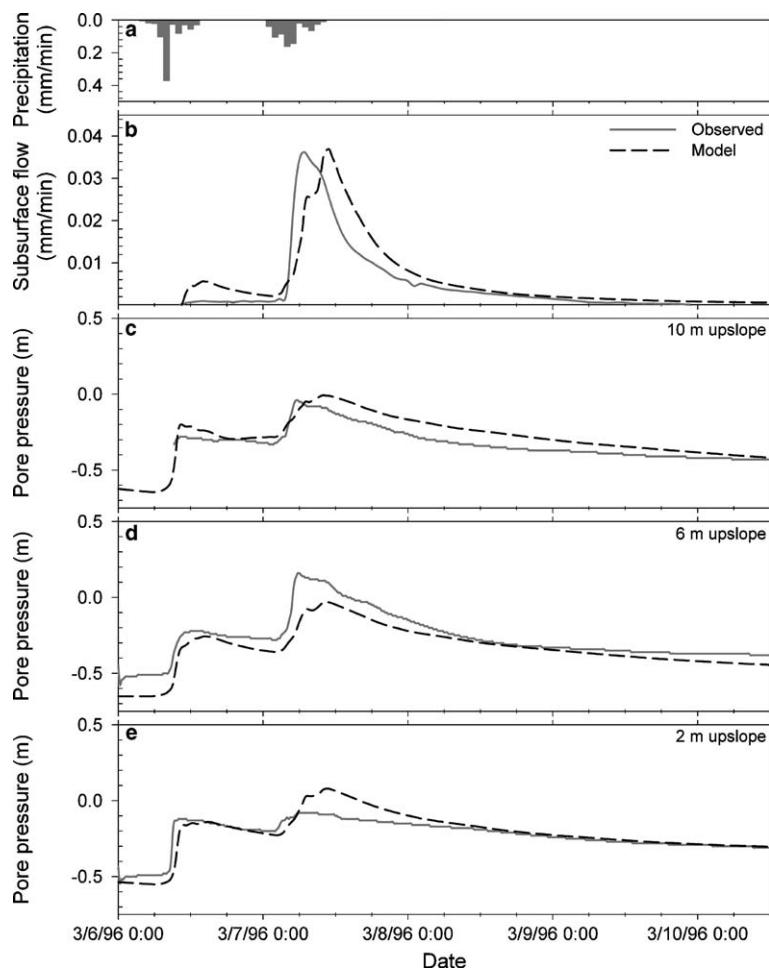 a
Precipitation
(mm/min)
0.0
0.2
0.4
b
Subsurface flow
(mm/min)
0.04
0.03
0.02
0.01
Observed
Model
c
10 m upslope
Pore pressure (m)
0.5
0.0
-0.5
d
6 m upslope
Pore pressure (m)
0.5
0.0
-0.5
e
2 m upslope
Pore pressure (m)
0.5
0.0
-0.5
3/6/96 0:00 3/7/96 0:00 3/8/96 0:00 3/9/96 0:00 3/10/96 0:00
Date